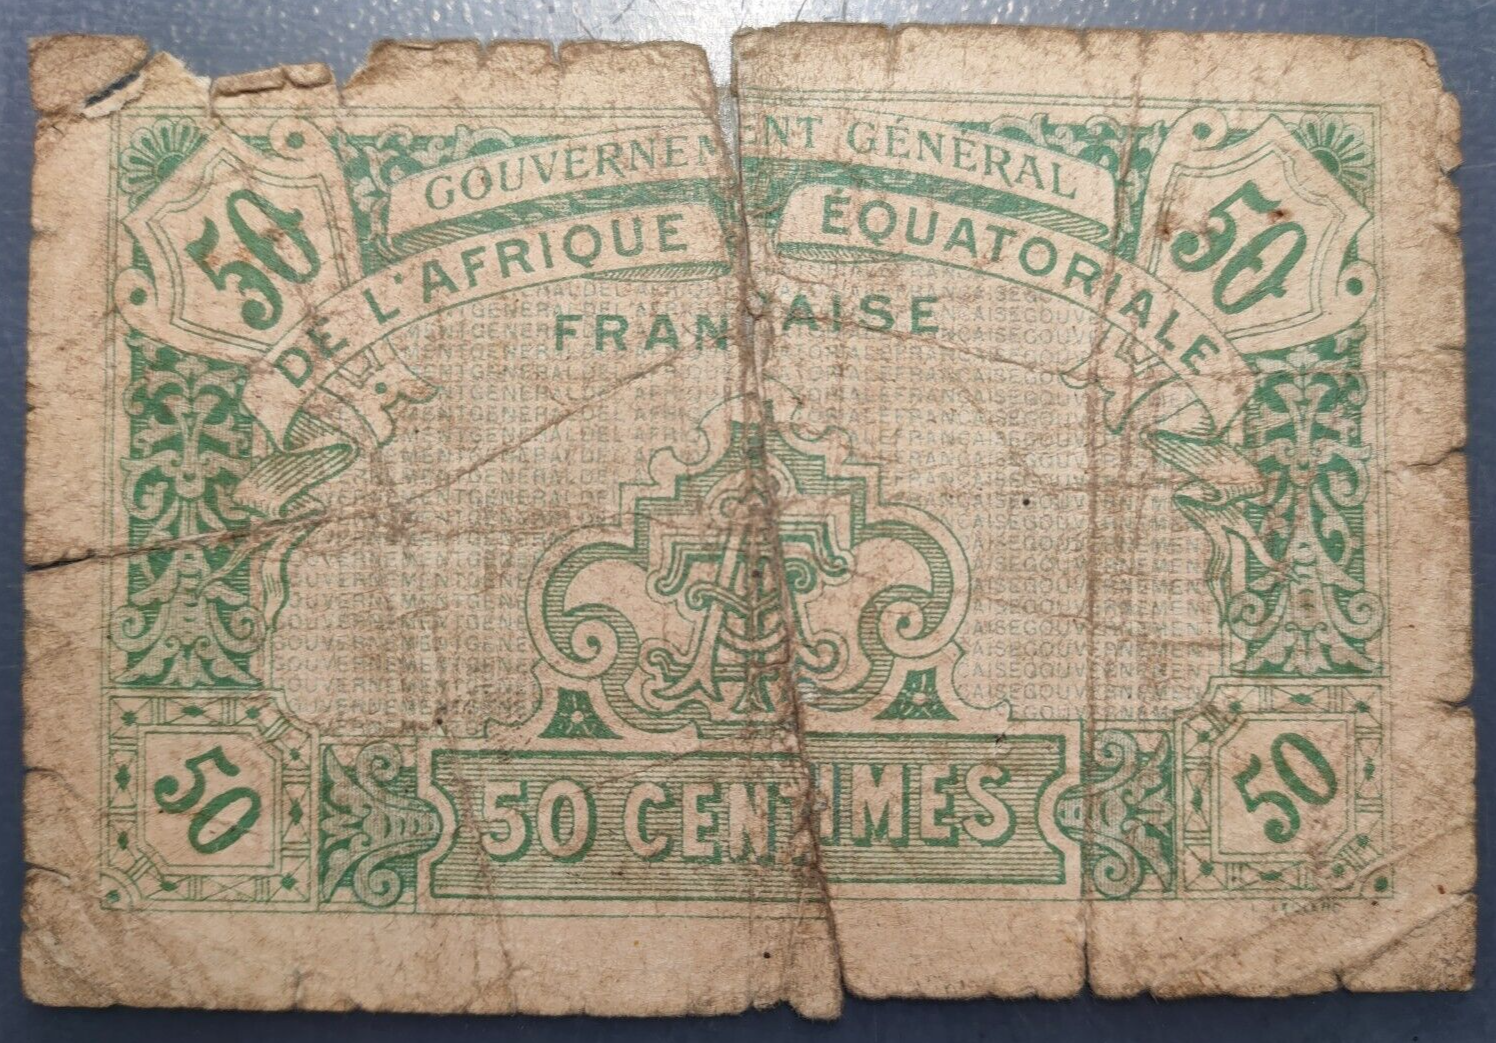 GOUVERNEMENT GÉNÉRAL
DE L'AFRIQUE ÉQUATORIALE
FRANÇAISE
50
50
50 CENTIMES
50
50